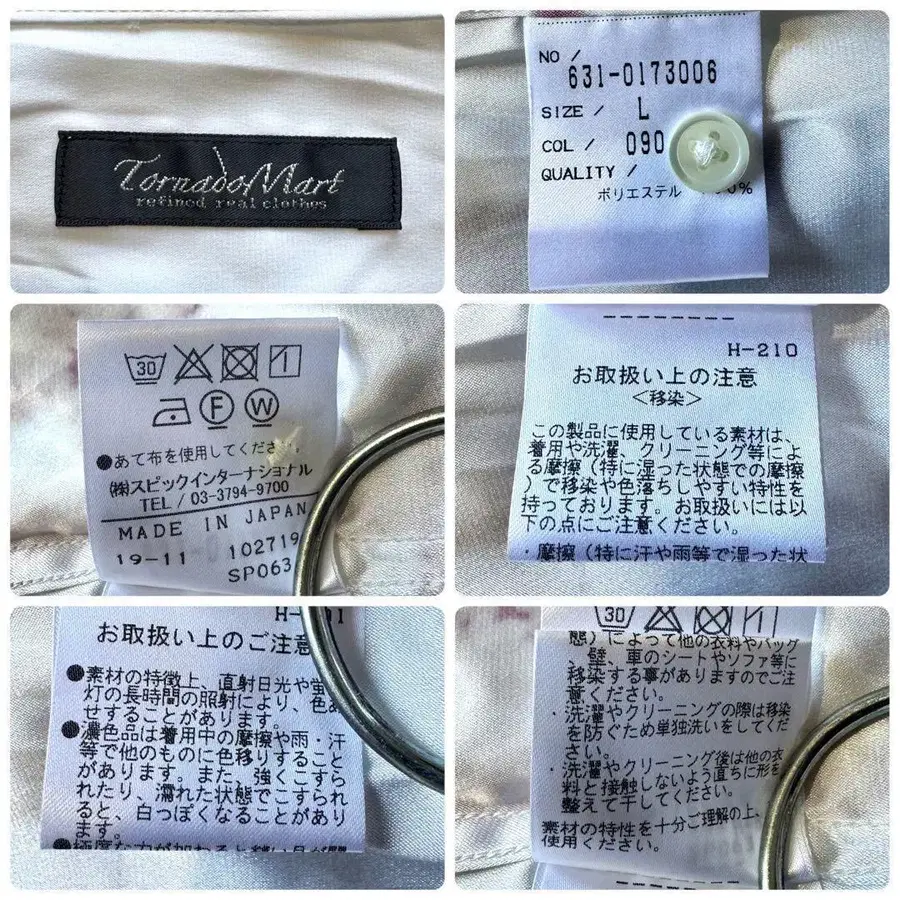 TornadoMart
refined real clothes
NO / 631-0173006
SIZE / L
COL / 090
QUALITY /
ポリエステル 0%
30
F W
●あて布を使用してくださ
㈱スピックインターナショナル
TEL / 03-3794-9700
MADE IN JAPAN
19-11 102719
SP063
H-210
お取扱い上の注意
＜移染＞
この製品に使用している素材は、
着用や洗濯、クリーニング等によ
る摩擦（特に湿った状態での摩擦
）で移染や色落ちしやすい特性を
持っております。お取扱いには以
下の点にご注意ください。
・摩擦（特に汗や雨等で湿った状
お取扱い上のご注意
●素材の特徴上、直射日光や蛍
灯の長時間の照射により、色あ
せすることがあります。
●濃色品は着用中の摩擦や雨・汗
等で他のものに色移りすること
があります。また、強くこすら
れたり、濡れた状態でこすられ
ると、白っぽくなることがあり
ます。
●極度な力が加わると縫い目が
30
態）によって他の衣料やバッグ
、壁、車のシートやソファ等に
移染する事がありますのでご注
意ください。
・洗濯やクリーニングの際は移染
を防ぐため単独洗いをしてくだ
さい。
・洗濯やクリーニング後は他の衣
料と接触しないよう直ちに形を
整えて干してください。
素材の特性を十分ご理解の上、
使用ください。